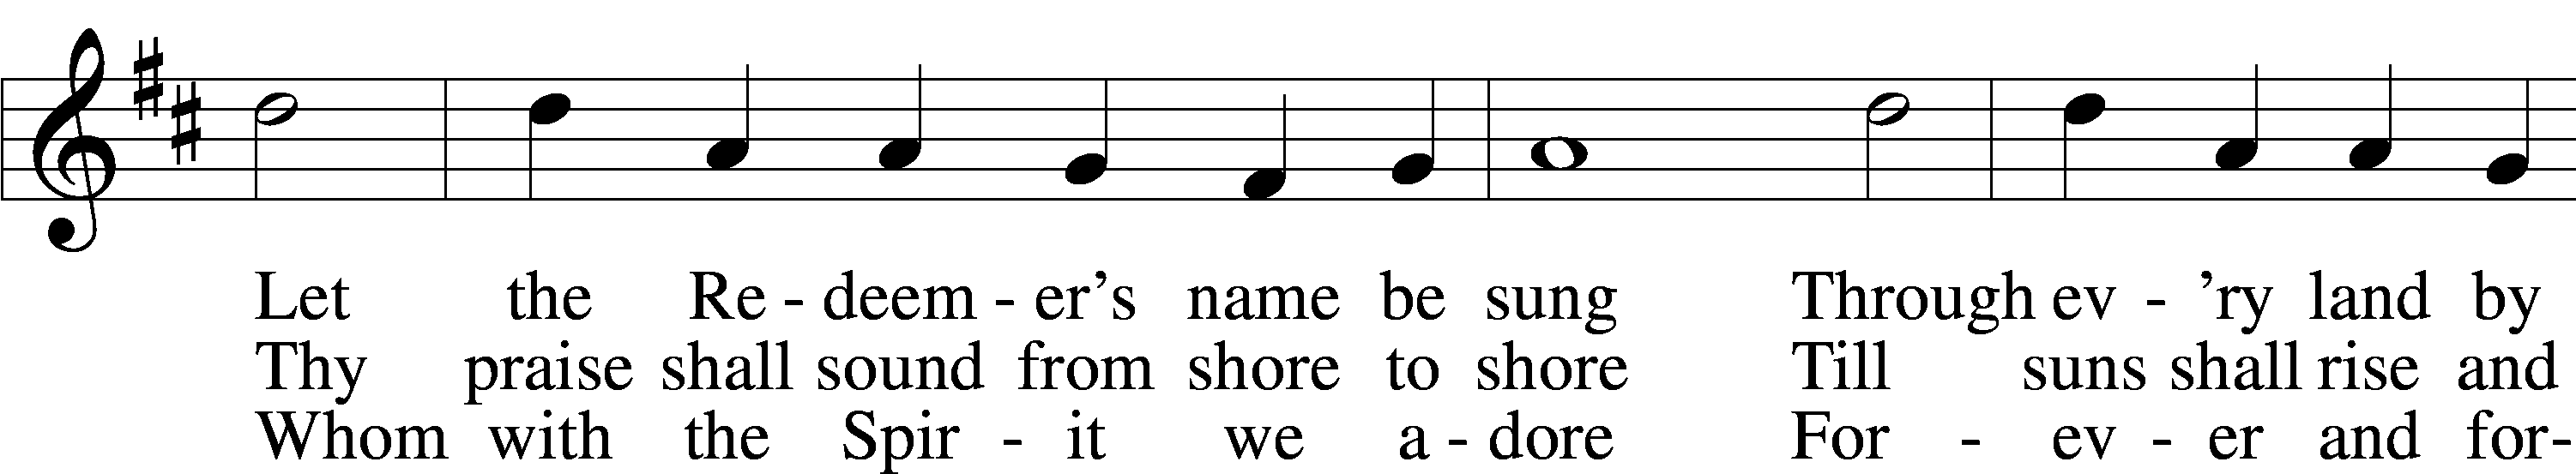 Let the Re - deem - er’s name be sung Through ev - ’ry land by
Thy praise shall sound from shore to shore Till suns shall rise and
Whom with the Spir - it we a - dore For - ev - er and for-